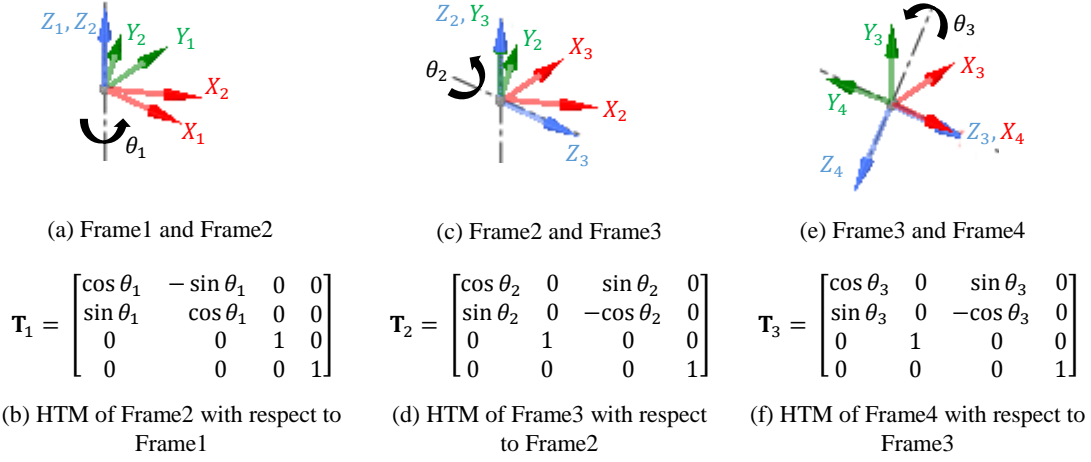 Z₁, Z₂
Y₂
Y₁
X₂
X₁
θ₁
Z₂, Y₃
Y₂
X₃
θ₂
X₂
Z₃
θ₃
Y₃
X₃
Y₄
Z₃, X₄
Z₄
(a) Frame1 and Frame2
(c) Frame2 and Frame3
(e) Frame3 and Frame4
T₁ = [cos θ₁ − sin θ₁ 0 0
sin θ₁ cos θ₁ 0 0
0 0 1 0
0 0 0 1]
T₂ = [cos θ₂ 0 sin θ₂ 0
sin θ₂ 0 −cos θ₂ 0
0 1 0 0
0 0 0 1]
T₃ = [cos θ₃ 0 sin θ₃ 0
sin θ₃ 0 −cos θ₃ 0
0 1 0 0
0 0 0 1]
(b) HTM of Frame2 with respect to
Frame1
(d) HTM of Frame3 with respect
to Frame2
(f) HTM of Frame4 with respect to
Frame3